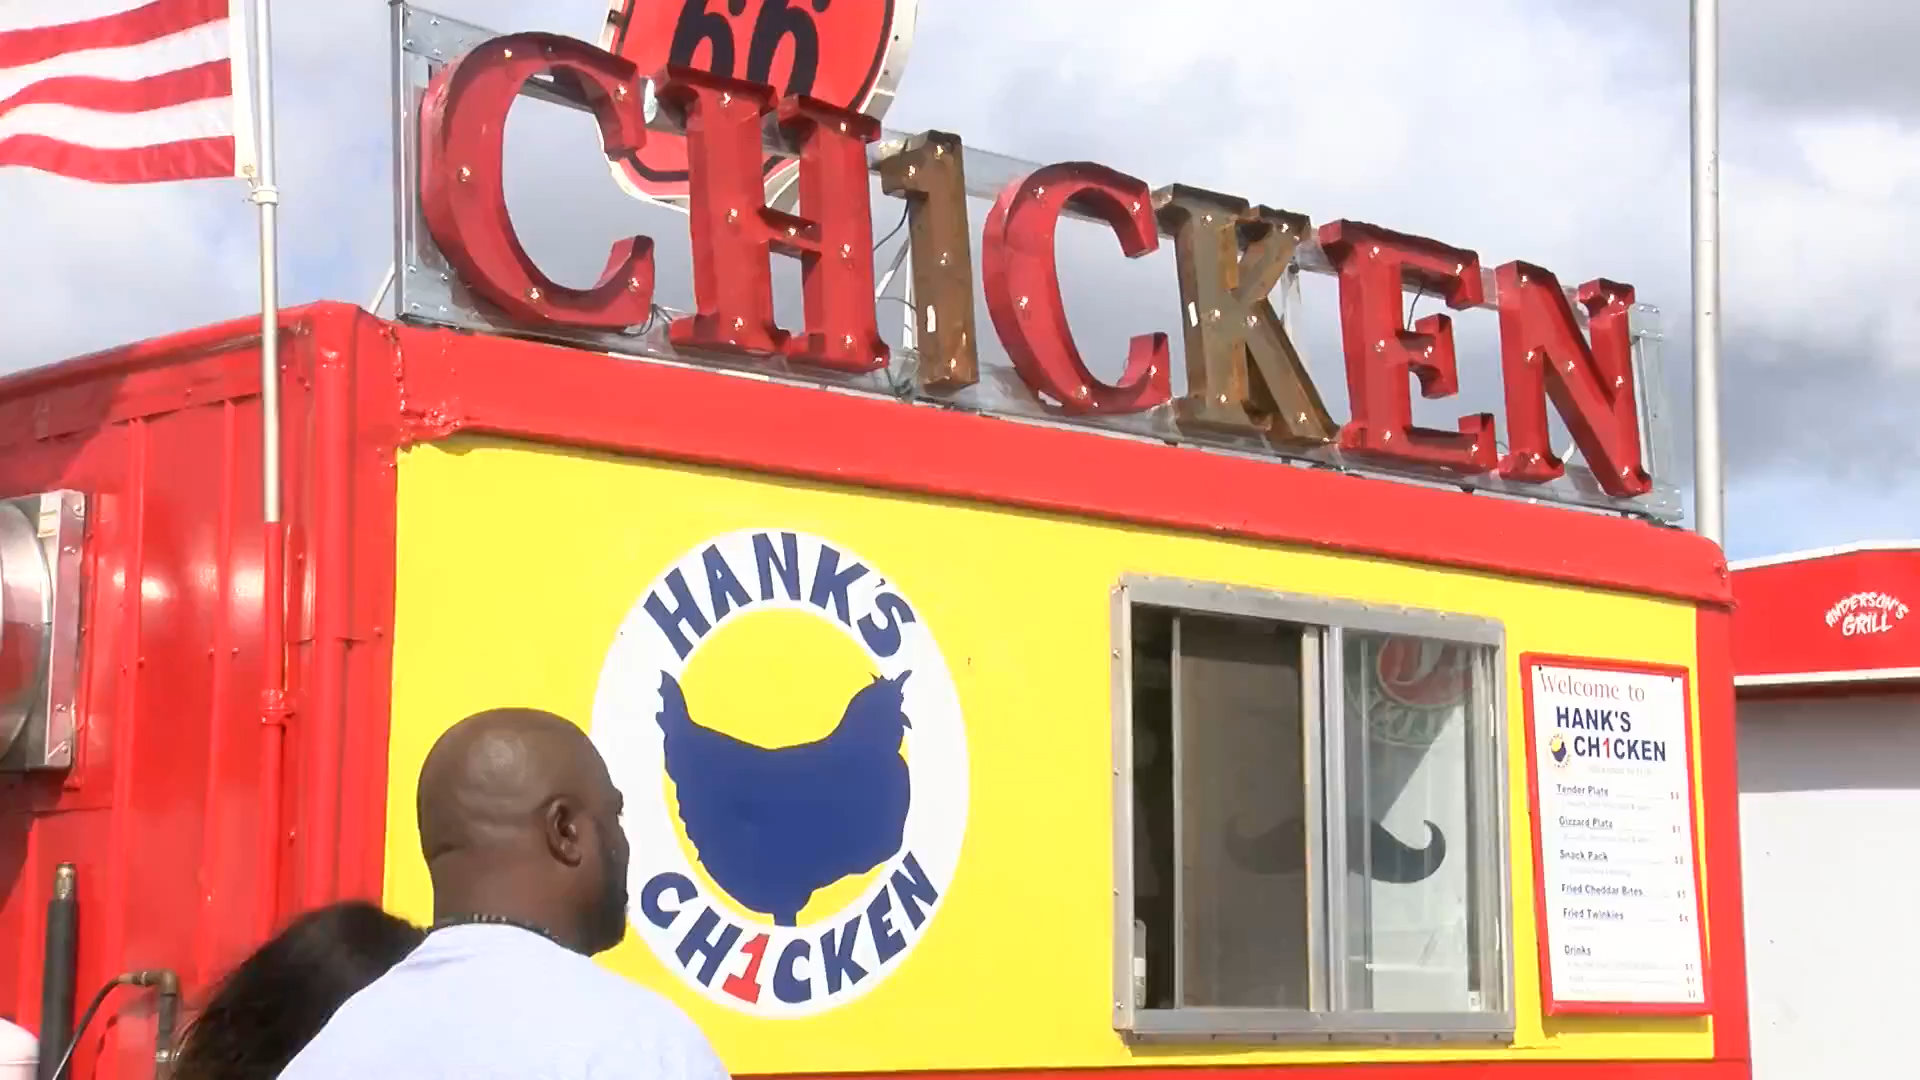 66
CH1CKEN
HANK'S
CH1CKEN
ANDERSON'S
GRILL
Welcome to
HANK'S
CH1CKEN
Tender Plate
Gizzard Plate
Snack Pack
Fried Cheddar Bites
Fried Twinkies
Drinks